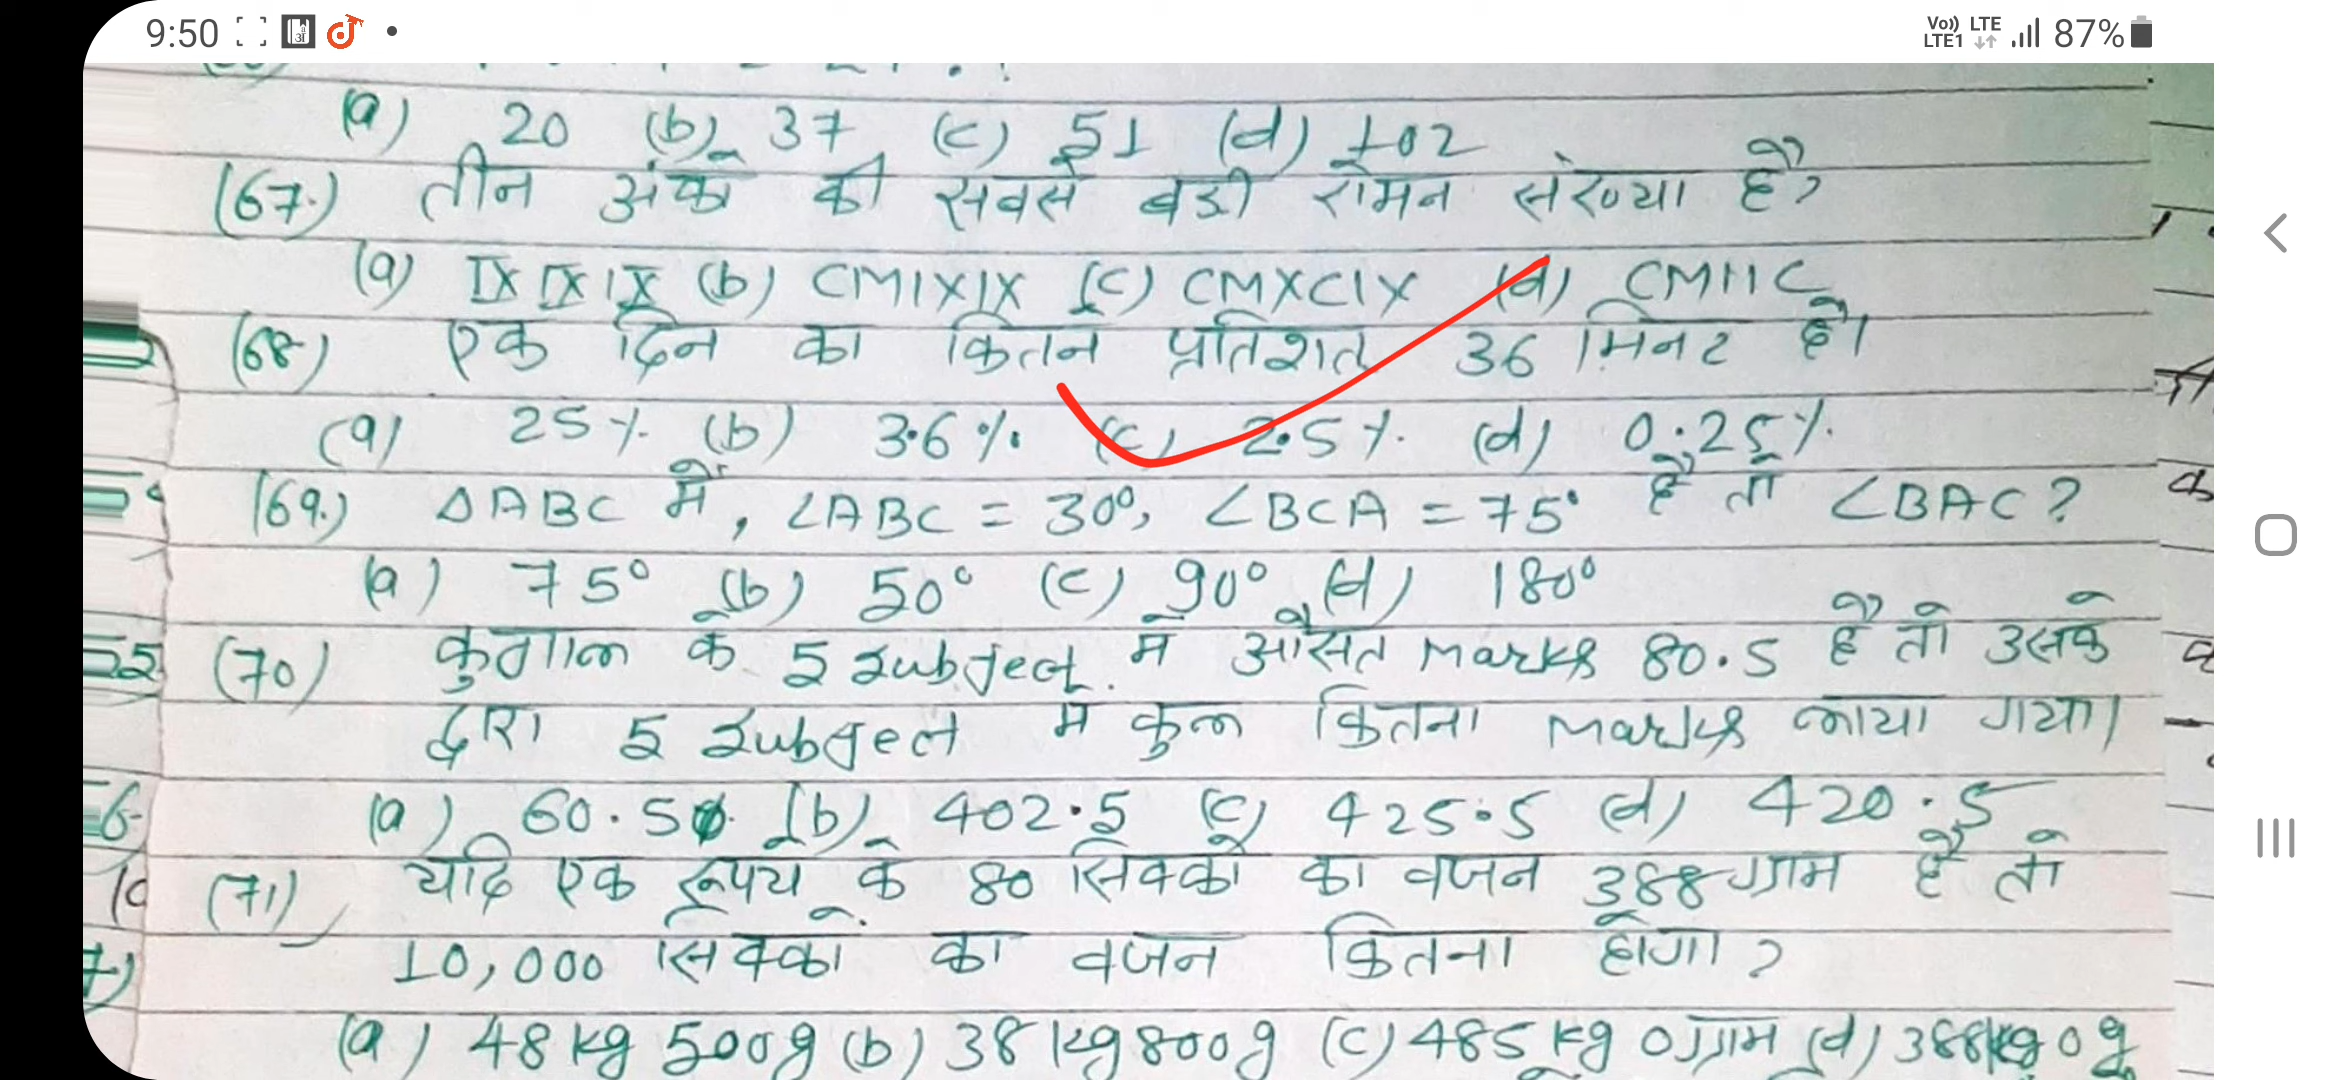 9:50 Vo)) LTE LTE1 87%
(a) 20 (b) 37 (c) 51 (d) 102
(67.) तीन अंको की सबसे बडी रोमन संख्या है?
(a) IX IX IX (b) CMIXIX (c) CMXCIX (d) CMIIC
(68) एक दिन का कितने प्रतिशत 36 मिनट है।
(a) 25% (b) 3.6% (c) 2.5% (d) 0.25%
(69.) ΔABC में, ∠ABC = 30°, ∠BCA = 75° है तो ∠BAC?
(a) 75° (b) 50° (c) 90° (d) 180°
(70) के 5 Subject में औसत Marks 80.5 है तो उसके
द्वारा 5 Subject में कुल कितना Marks लाया गया।
(a) 60.50 (b) 402.5 (c) 425.5 (d) 420.5
(71) यदि एक रूपये के 80 सिक्को का वजन 388 ग्राम है तो
10,000 सिक्को का वजन कितना होगा?
(a) 48 kg 500g (b) 38 kg 800g (c) 485 kg 0 ग्राम (d) 388kg 0 g